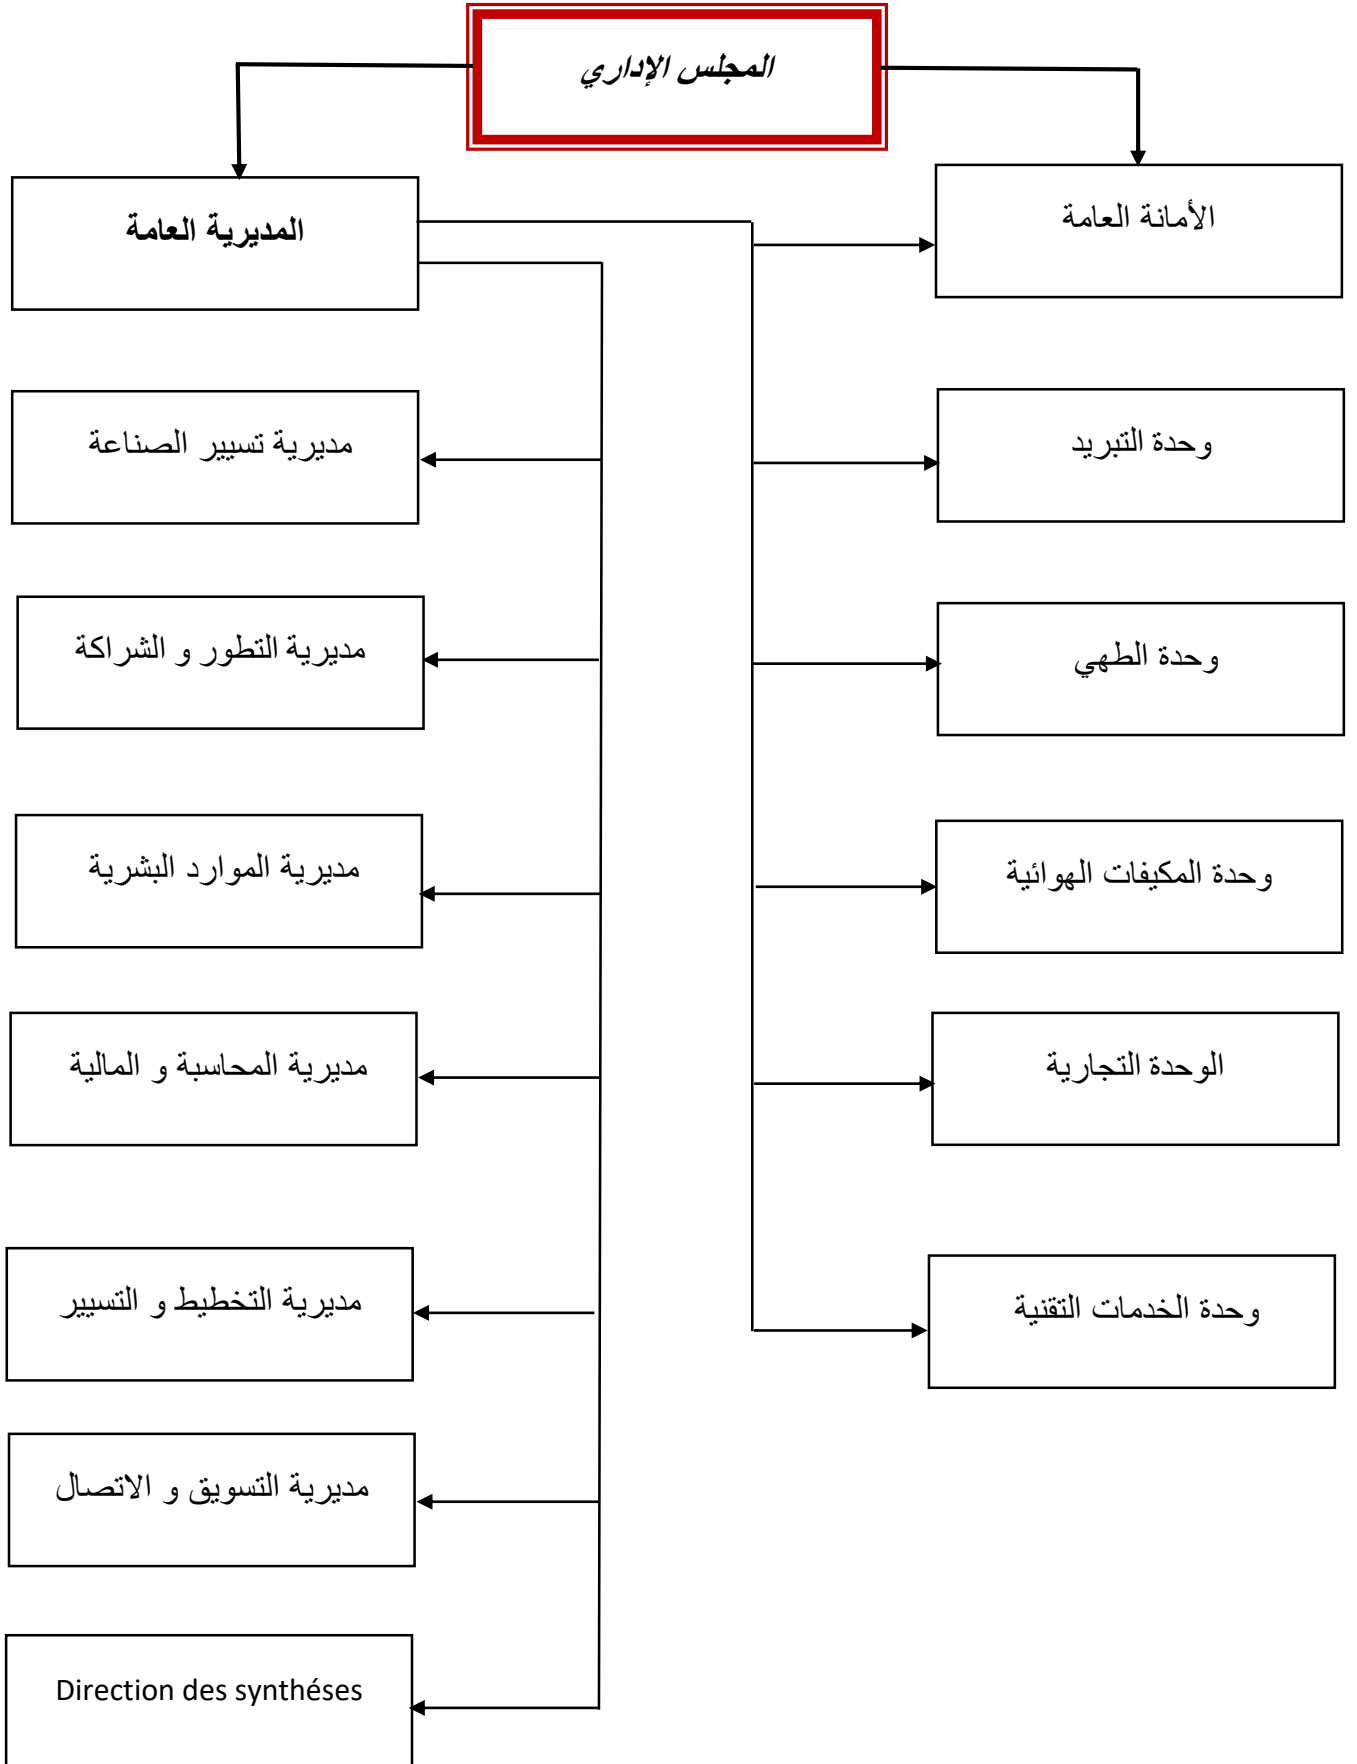 المجلس الإداري
الأمانة العامة
المديرية العامة
وحدة التبريد
مديرية تسيير الصناعة
وحدة الطهي
مديرية التطور و الشراكة
وحدة المكيفات الهوائية
مديرية الموارد البشرية
الوحدة التجارية
مديرية المحاسبة و المالية
وحدة الخدمات التقنية
مديرية التخطيط و التسيير
مديرية التسويق و الاتصال
Direction des synthéses